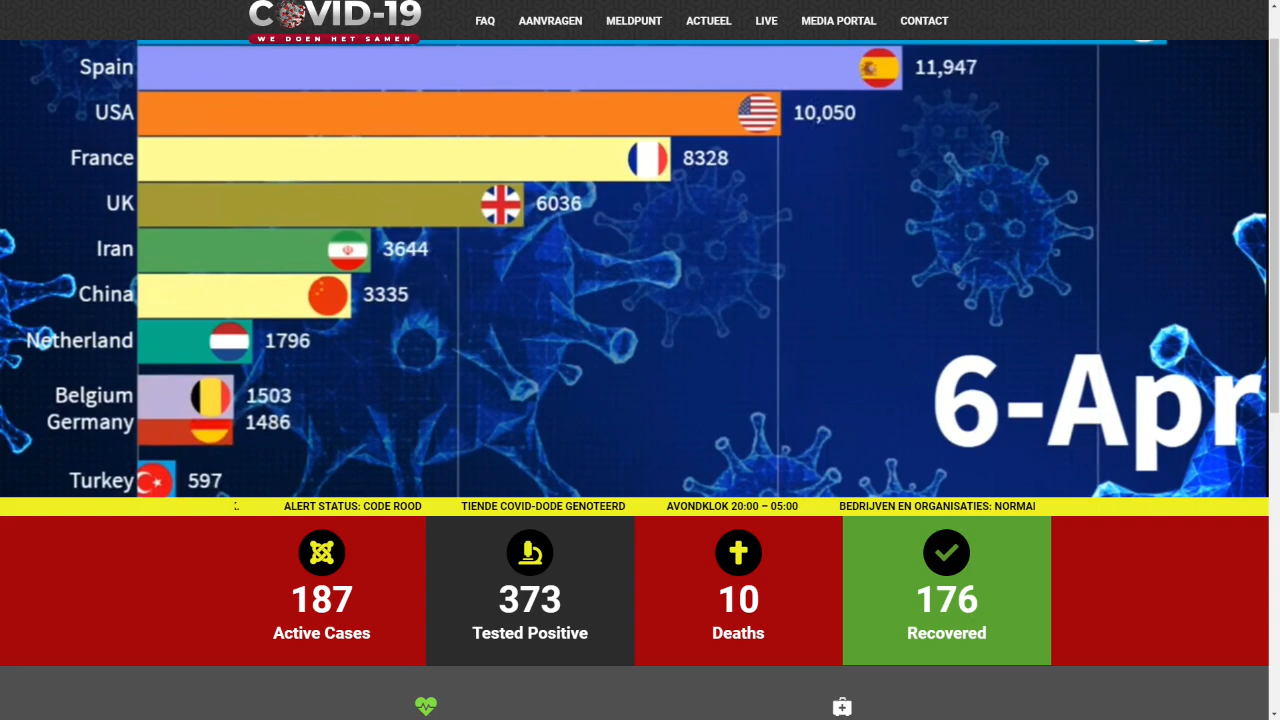 COVID-19
WE DOEN HET SAMEN
FAQ AANVRAGEN MELDPUNT ACTUEEL LIVE MEDIA PORTAL CONTACT
Spain 11,947
USA 10,050
France 8328
UK 6036
Iran 3644
China 3335
Netherland 1796
Belgium 1503
Germany 1486
Turkey 597
6-Apr
ALERT STATUS: CODE ROOD TIENDE COVID-DODE GENOTEERD AVONDKLOK 20:00 – 05:00 BEDRIJVEN EN ORGANISATIES:
187 373 10 176
Active Cases Tested Positive Deaths Recovered